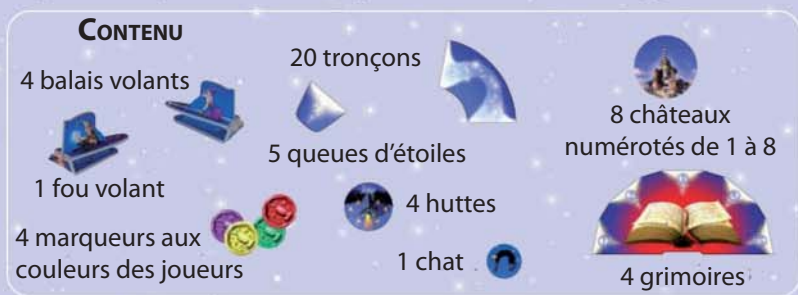 CONTENU
4 balais volants
1 fou volant
4 marqueurs aux
couleurs des joueurs
20 tronçons
5 queues d'étoiles
4 huttes
1 chat
8 châteaux
numérotés de 1 à 8
4 grimoires